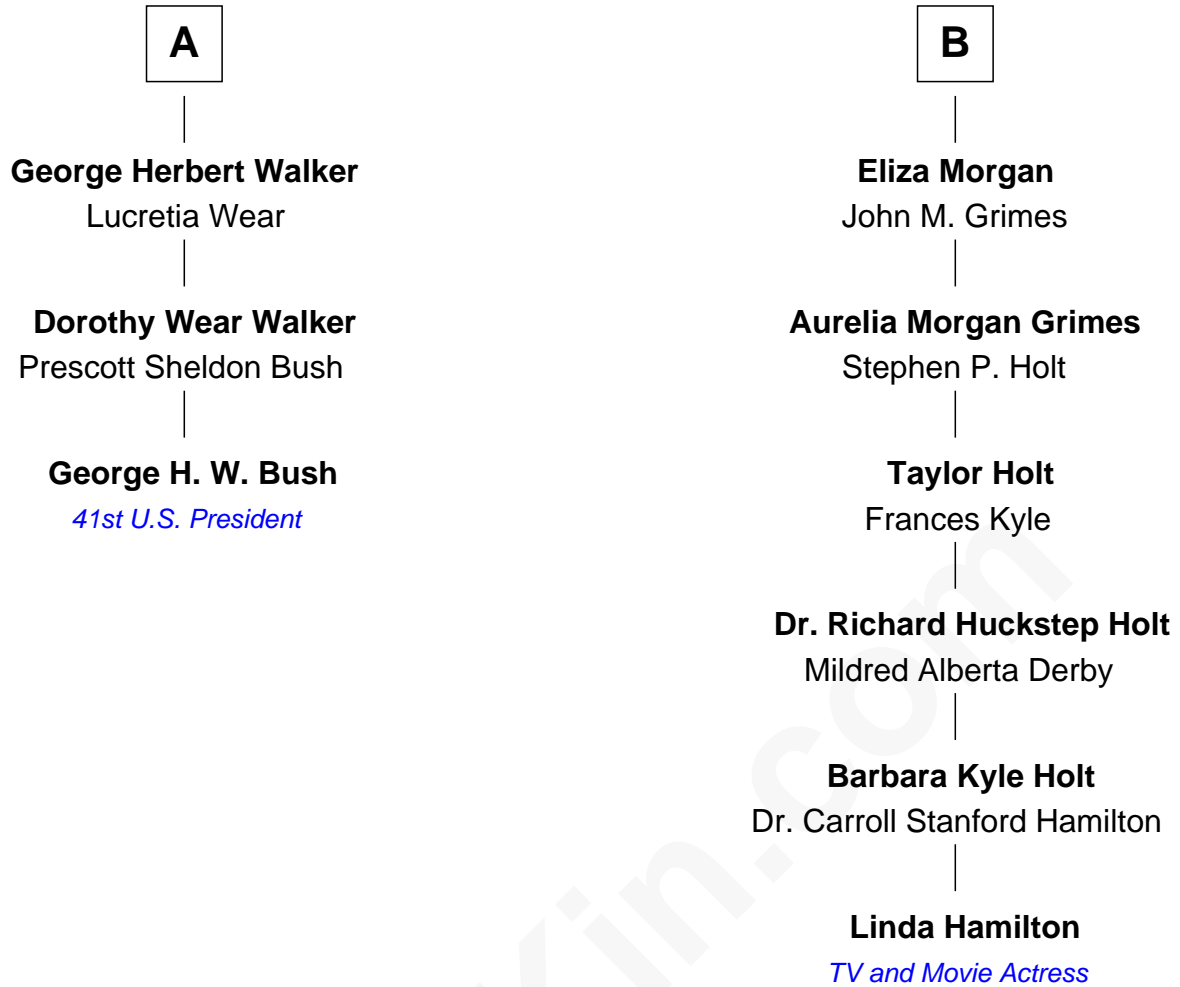 A
George Herbert Walker
Lucretia Wear
Dorothy Wear Walker
Prescott Sheldon Bush
George H. W. Bush
41st U.S. President
B
Eliza Morgan
John M. Grimes
Aurelia Morgan Grimes
Stephen P. Holt
Taylor Holt
Frances Kyle
Dr. Richard Huckstep Holt
Mildred Alberta Derby
Barbara Kyle Holt
Dr. Carroll Stanford Hamilton
Linda Hamilton
TV and Movie Actress
Kin.com